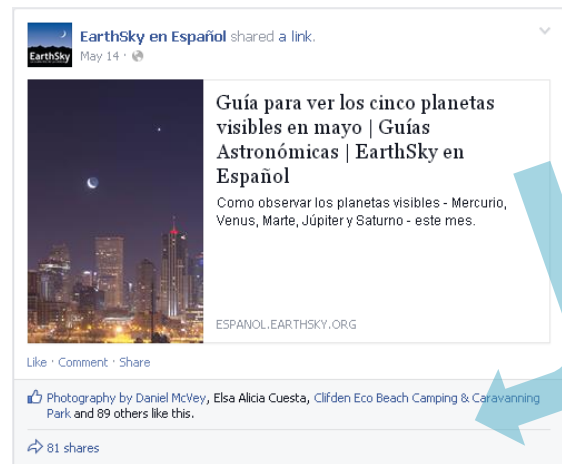 EarthSky en Español shared a link.
EarthSky
May 14 ·
Guía para ver los cinco planetas
visibles en mayo | Guías
Astronómicas | EarthSky en
Español
Como observar los planetas visibles - Mercurio,
Venus, Marte, Júpiter y Saturno - este mes.
ESPANOL.EARTHSKY.ORG
Like · Comment · Share
Photography by Daniel McVey, Elsa Alicia Cuesta, Clifden Eco Beach Camping & Caravanning
Park and 89 others like this.
81 shares